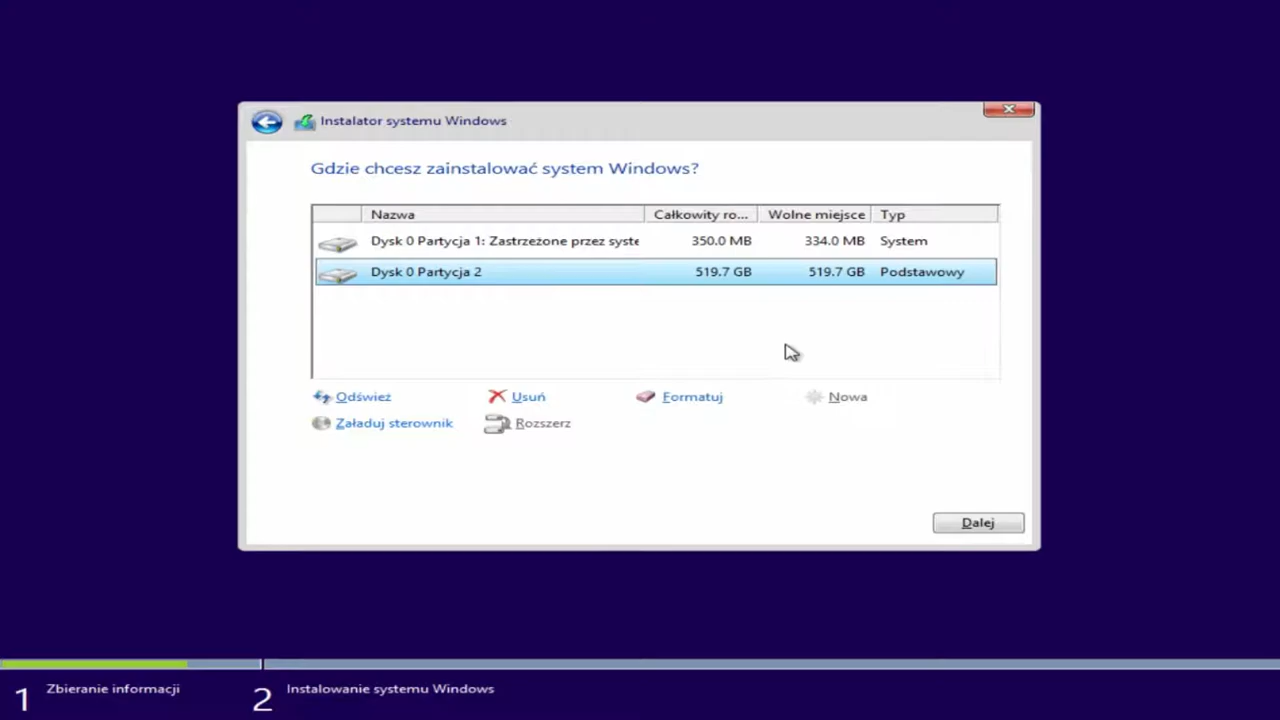 Instalator systemu Windows
Gdzie chcesz zainstalować system Windows?
Nazwa Całkowity ro... Wolne miejsce Typ
Dysk 0 Partycja 1: Zastrzeżone przez syste 350.0 MB 334.0 MB System
Dysk 0 Partycja 2 519.7 GB 519.7 GB Podstawowy
Odśwież Usuń Formatuj Nowa
Załaduj sterownik Rozszerz
Dalej
1 Zbieranie informacji 2 Instalowanie systemu Windows